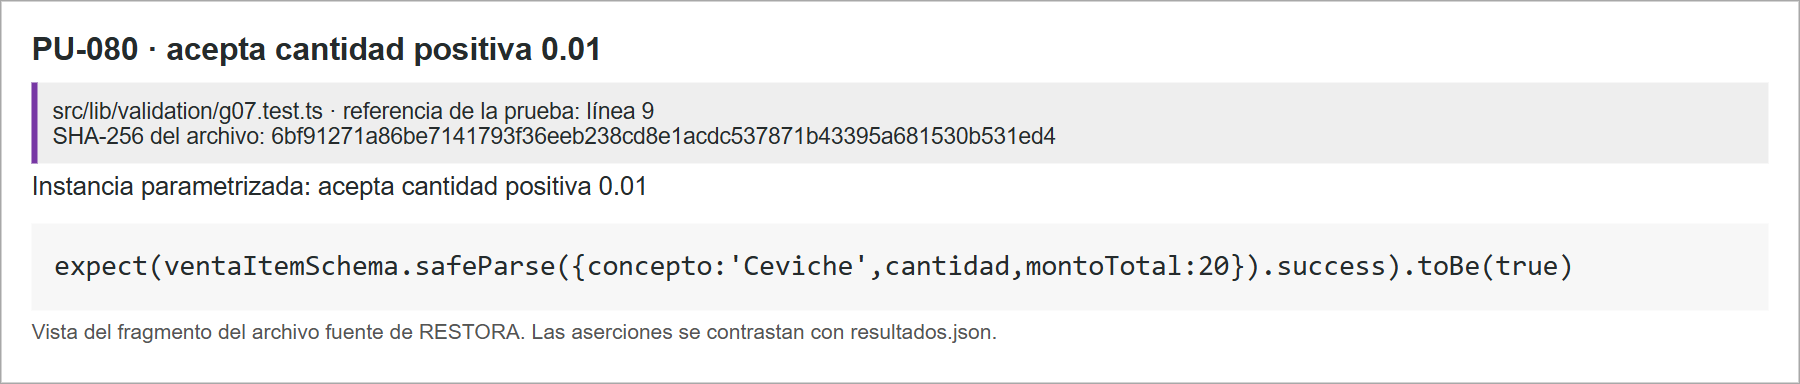 PU-080 · acepta cantidad positiva 0.01
src/lib/validation/g07.test.ts · referencia de la prueba: línea 9
SHA-256 del archivo: 6bf91271a86be7141793f36eeb238cd8e1acdc537871b43395a681530b531ed4
Instancia parametrizada: acepta cantidad positiva 0.01
expect(ventaItemSchema.safeParse({concepto:'Ceviche',cantidad,montoTotal:20}).success).toBe(true)
Vista del fragmento del archivo fuente de RESTORA. Las aserciones se contrastan con resultados.json.